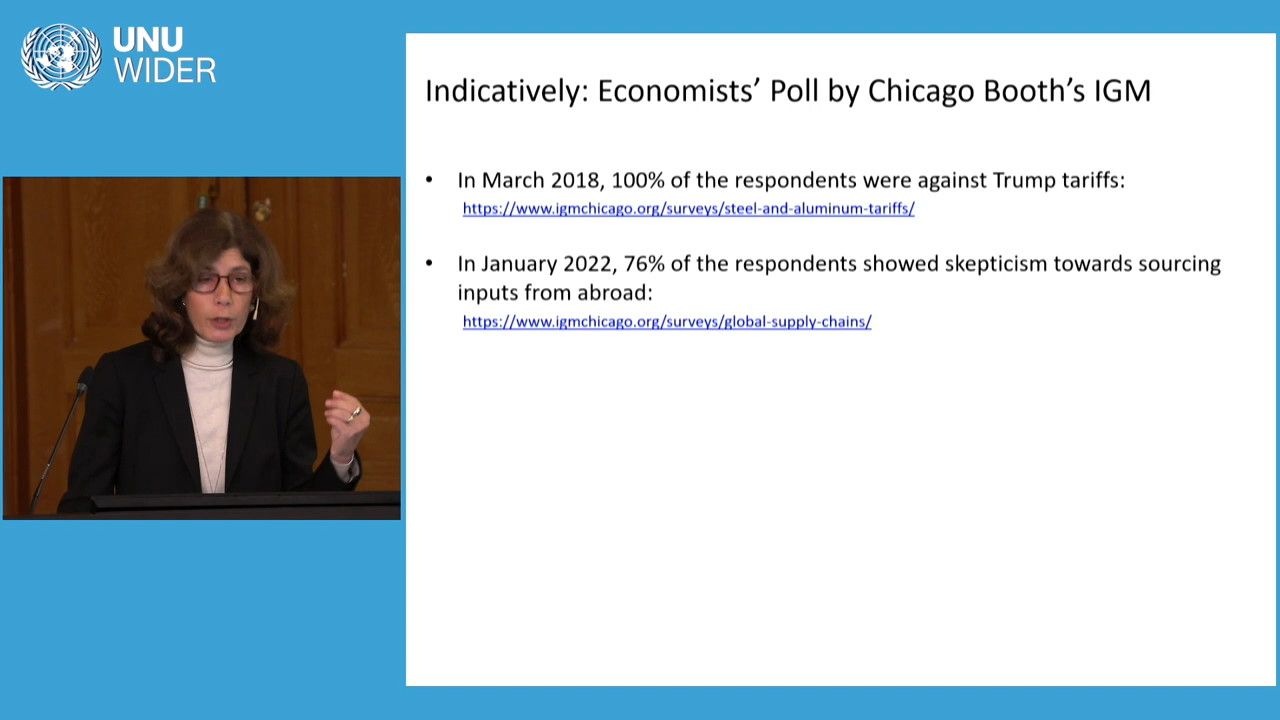 UNU
WIDER
Indicatively: Economists’ Poll by Chicago Booth’s IGM
• In March 2018, 100% of the respondents were against Trump tariffs:
https://www.igmchicago.org/surveys/steel-and-aluminum-tariffs/
• In January 2022, 76% of the respondents showed skepticism towards sourcing
inputs from abroad:
https://www.igmchicago.org/surveys/global-supply-chains/